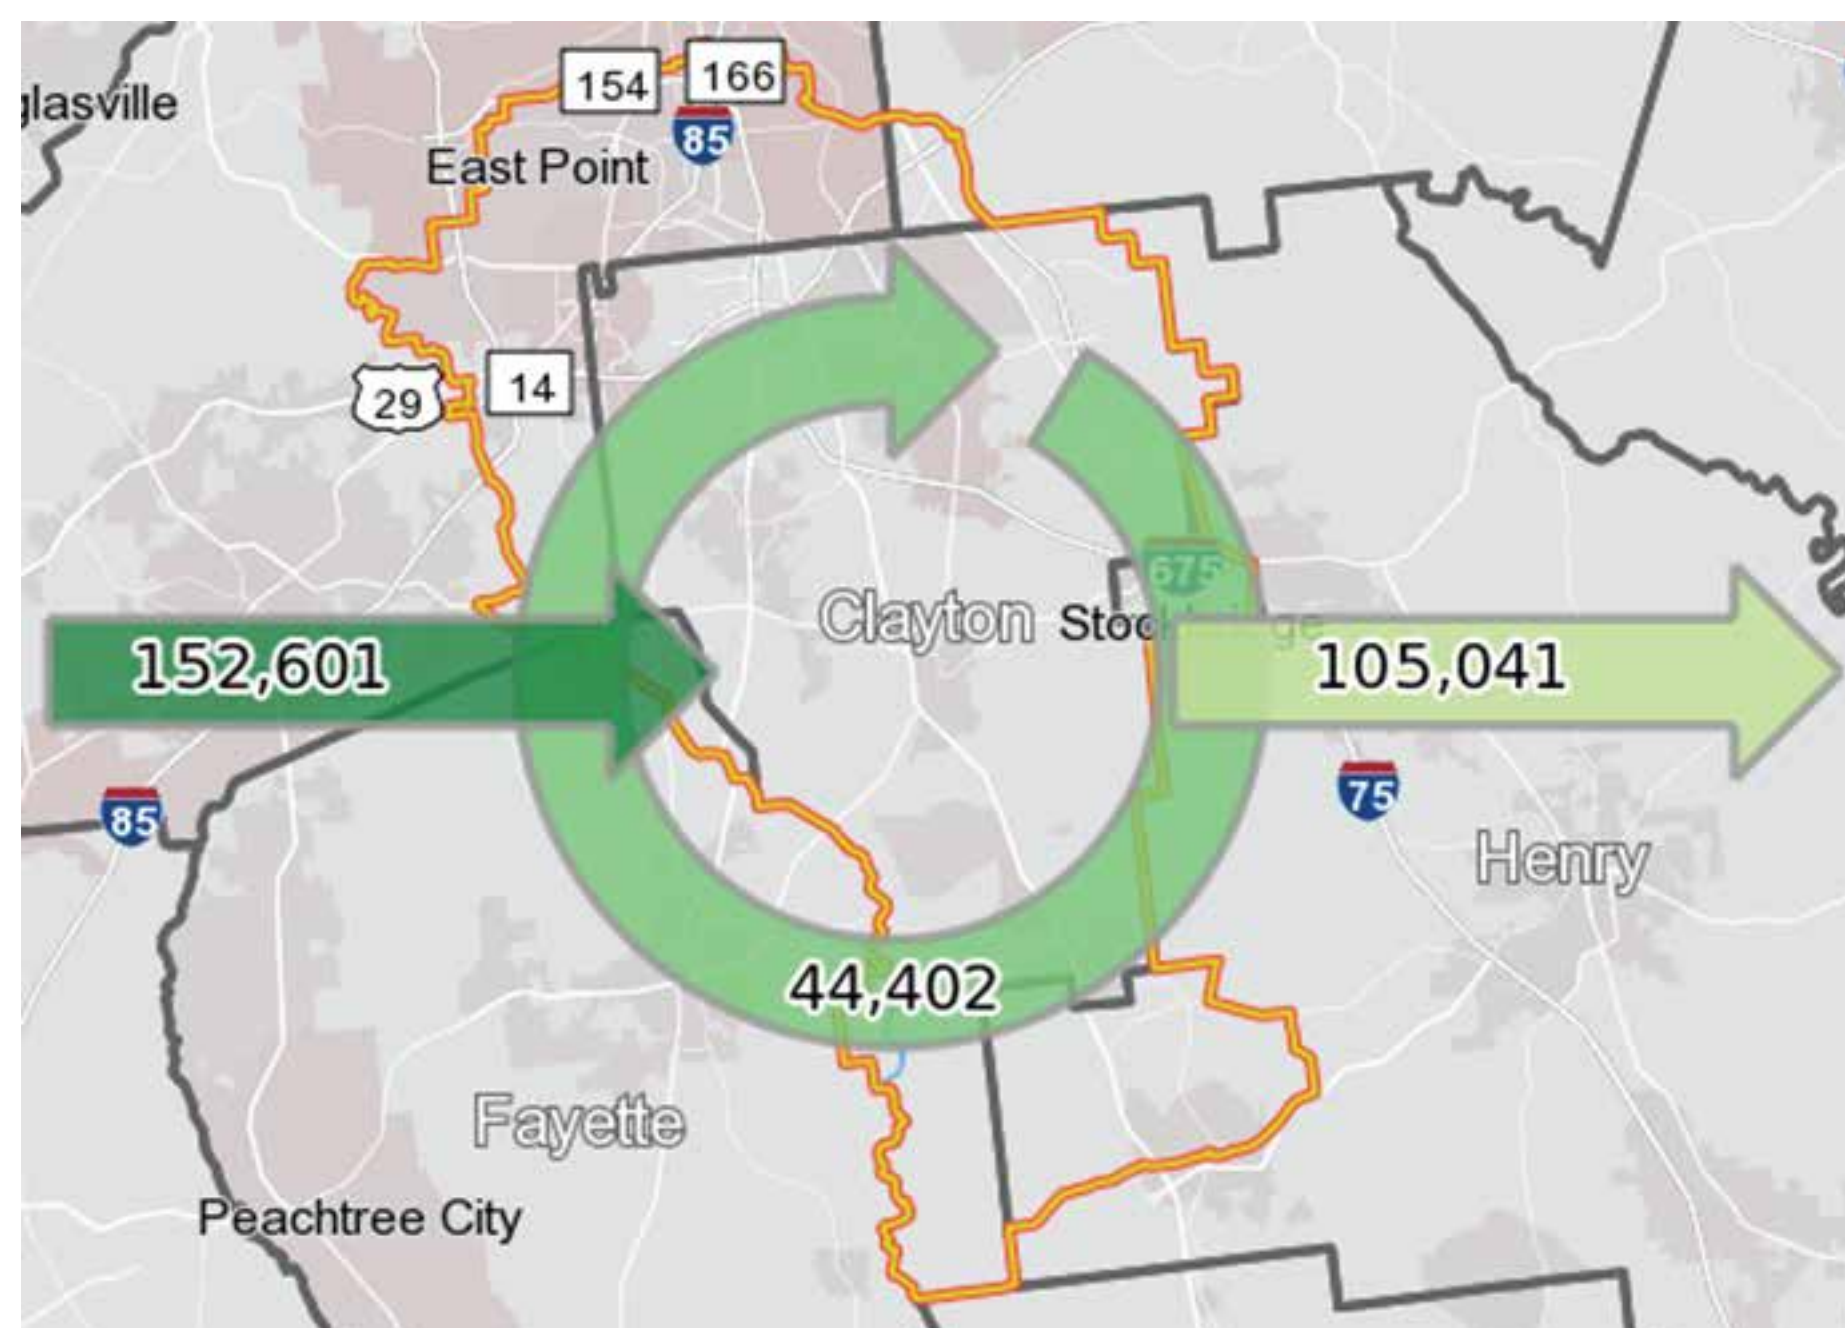 154
166
glasville
85
East Point
29
14
675
Clayton
152,601
105,041
85
75
Henry
44,402
Fayette
Peachtree City